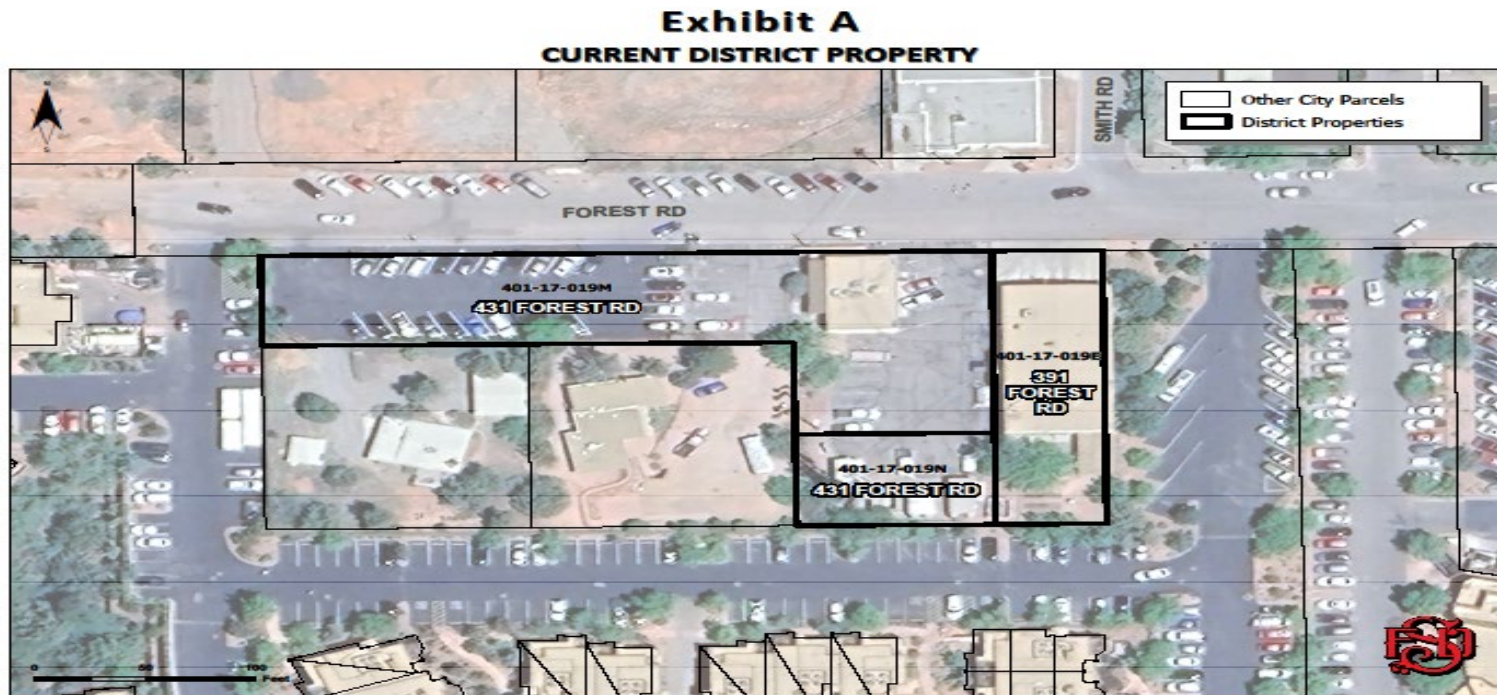 Exhibit A
CURRENT DISTRICT PROPERTY
N
S
SMITH RD
Other City Parcels
District Properties
FOREST RD
401-17-019M
431 FOREST RD
401-17-019E
391
FOREST
RD
401-17-019N
431 FOREST RD
0 50 100
Feet